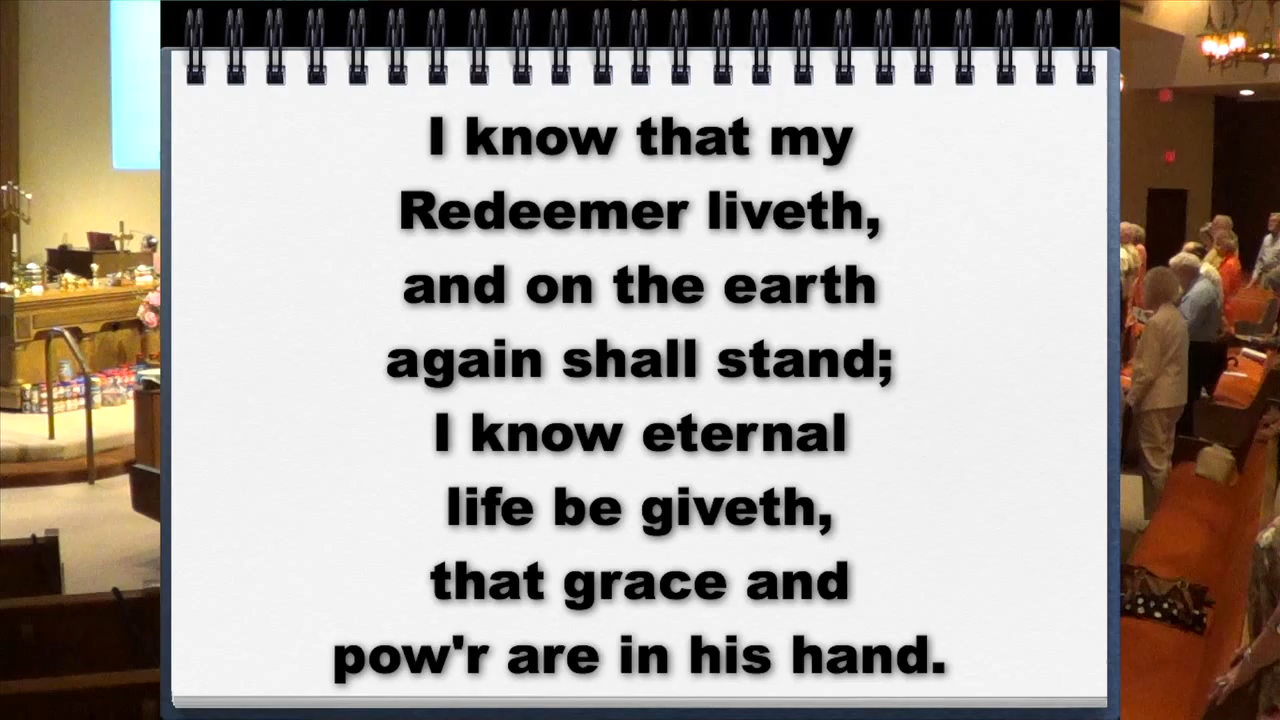 I know that my
Redeemer liveth,
and on the earth
again shall stand;
I know eternal
life be giveth,
that grace and
pow'r are in his hand.